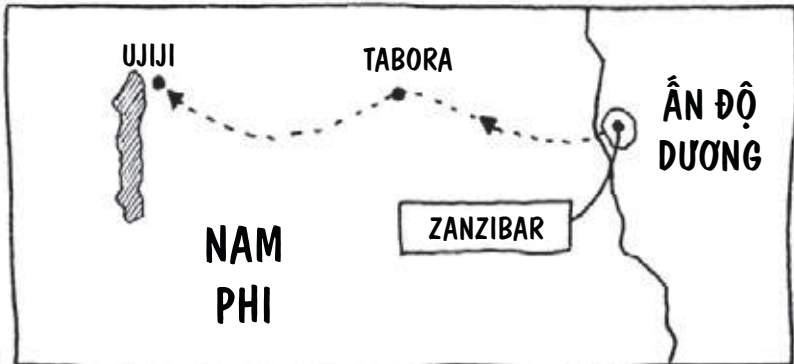 UJIJI
TABORA
ẤN ĐỘ
DƯƠNG
ZANZIBAR
NAM
PHI